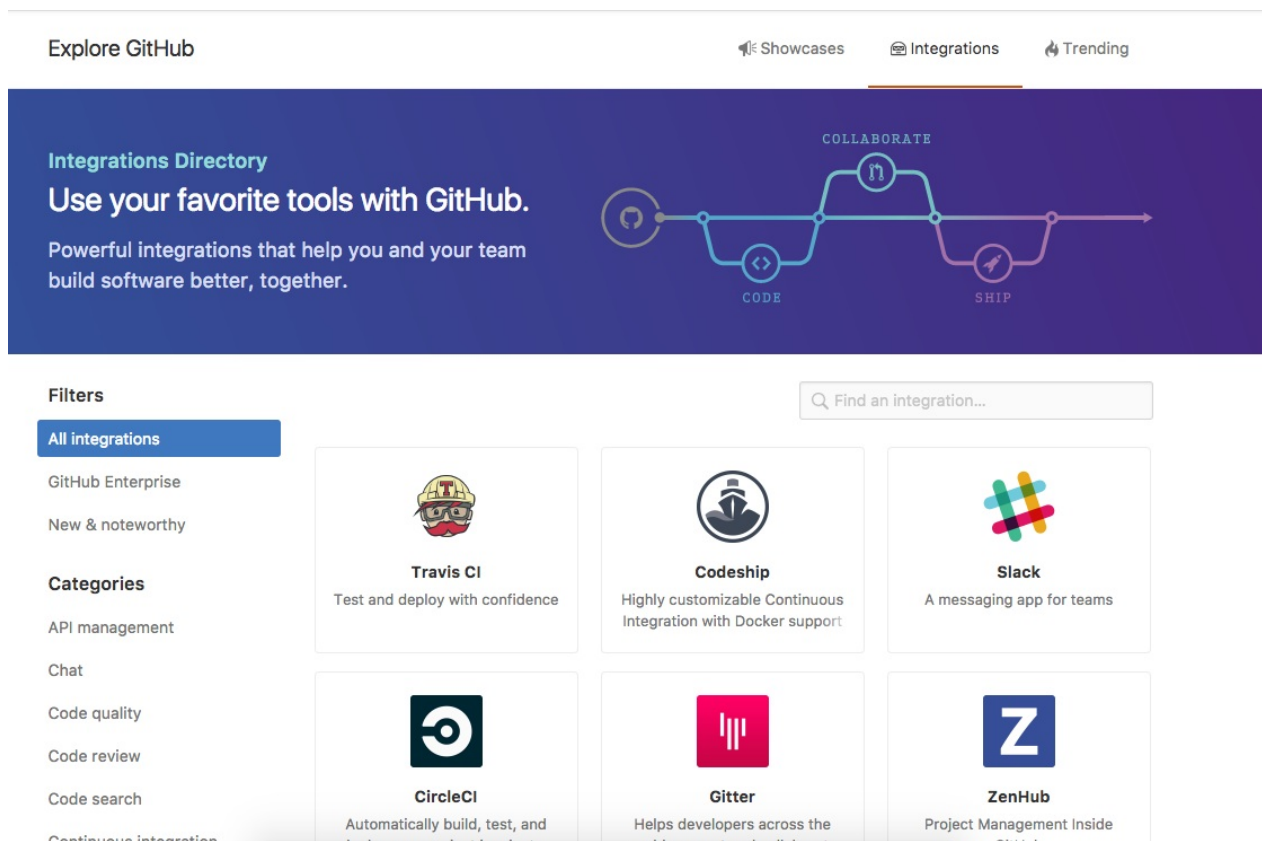 Explore GitHub
Showcases
Integrations
Trending
Integrations Directory
Use your favorite tools with GitHub.
Powerful integrations that help you and your team
build software better, together.
COLLABORATE
CODE
SHIP
Filters
All integrations
GitHub Enterprise
New & noteworthy
Categories
API management
Chat
Code quality
Code review
Code search
Continuous integration
Find an integration...
T
Travis CI
Test and deploy with confidence
Codeship
Highly customizable Continuous
Integration with Docker support
Slack
A messaging app for teams
CircleCI
Automatically build, test, and
Gitter
Helps developers across the
Z
ZenHub
Project Management Inside